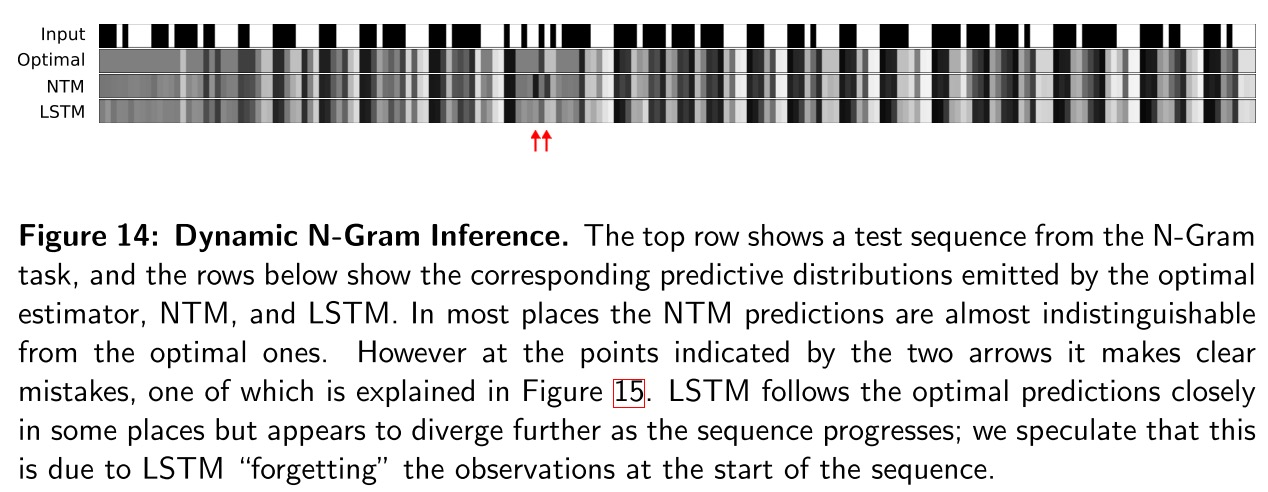 Input
Optimal
NTM
LSTM
Figure 14: Dynamic N-Gram Inference. The top row shows a test sequence from the N-Gram
task, and the rows below show the corresponding predictive distributions emitted by the optimal
estimator, NTM, and LSTM. In most places the NTM predictions are almost indistinguishable
from the optimal ones. However at the points indicated by the two arrows it makes clear
mistakes, one of which is explained in Figure 15. LSTM follows the optimal predictions closely
in some places but appears to diverge further as the sequence progresses; we speculate that this
is due to LSTM “forgetting” the observations at the start of the sequence.